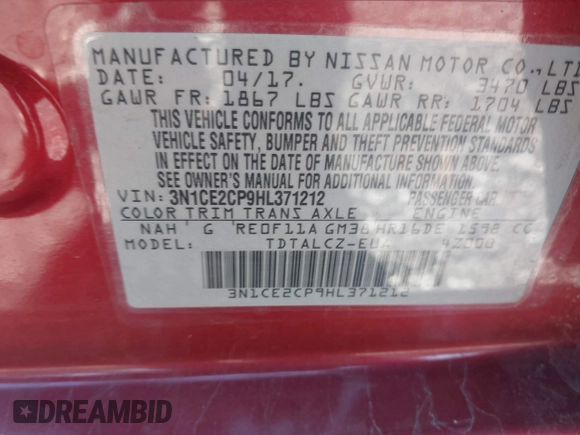 MANUFACTURED BY NISSAN MOTOR CO., LTD
DATE: 04/17. GVWR: 3470 LBS
GAWR FR: 1867 LBS GAWR RR: 1704 LBS
THIS VEHICLE CONFORMS TO ALL APPLICABLE FEDERAL MOTOR
VEHICLE SAFETY, BUMPER AND THEFT PREVENTION STANDARDS
IN EFFECT ON THE DATE OF MANUFACTURE SHOWN ABOVE.
SEE OWNER'S MANUAL FOR ADDITIONAL INFORMATION
VIN: 3N1CE2CP9HL371212 PASSENGER CAR
COLOR TRIM TRANS AXLE ENGINE
NAH G RE0F11A GM38 HR16DE 1598 CC
MODEL: TDTALCZ-EUA 4Z000
3N1CE2CP9HL371212
DREAMBID